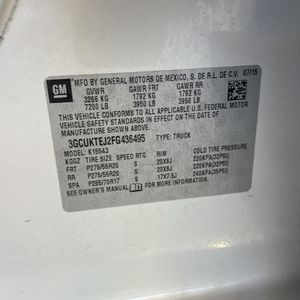 GM
MFD BY GENERAL MOTORS DE MEXICO, S. DE R.L. DE C.V. 07/15
GVWR GAWR FRT GAWR RR
3266 KG 1792 KG 1792 KG
7200 LB 3950 LB 3950 LB
THIS VEHICLE CONFORMS TO ALL APPLICABLE U.S. FEDERAL MOTOR
VEHICLE SAFETY STANDARDS IN EFFECT ON THE DATE OF
MANUFACTURE SHOWN ABOVE.
3GCUKTEJ2FG436495 TYPE: TRUCK
MODEL: K15543
KGGZ TIRE SIZE SPEED RTG RIM COLD TIRE PRESSURE
FRT P275/55R20 S 20X9J 220KPA(32PSI)
RR P275/55R20 S 20X9J 220KPA(32PSI)
SPA P265/70R17 S 17X7.5J 240KPA(35PSI)
SEE OWNER'S MANUAL